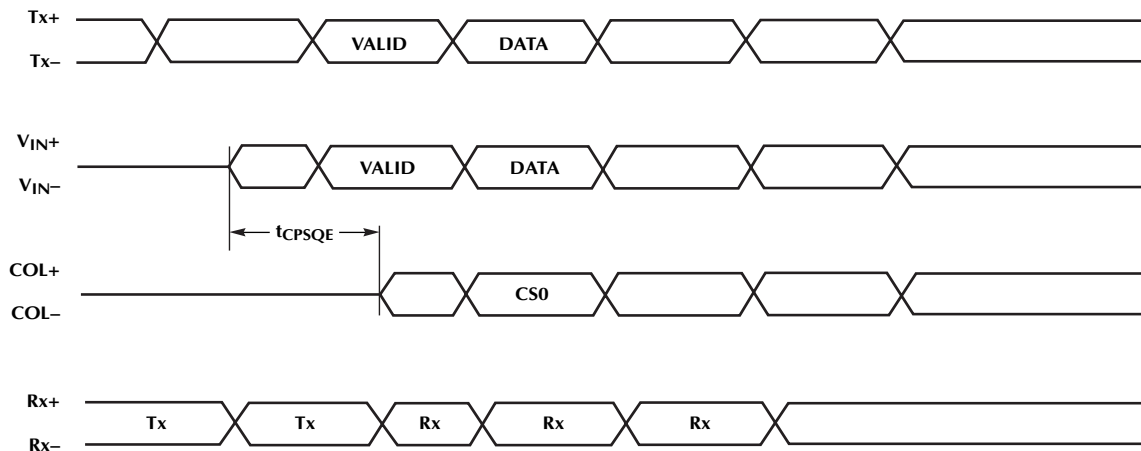 Tx+
VALID DATA
Tx–
VIN+
VALID DATA
VIN–
tCPSQE
COL+
CS0
COL–
Rx+
Tx Tx Rx Rx Rx
Rx–